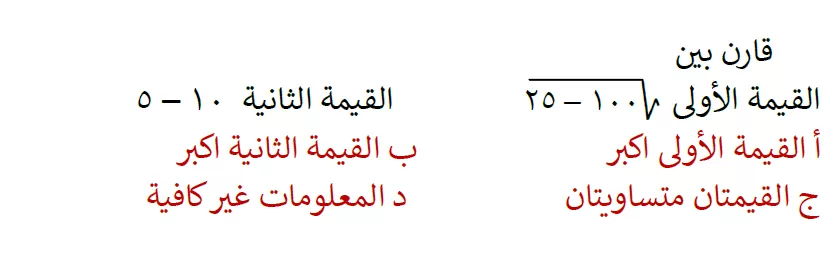 قارن بين
القيمة الأولى √١٠٠ – ٢٥ القيمة الثانية ١٠ – ٥
أ القيمة الأولى اكبر ب القيمة الثانية اكبر
ج القيمتان متساويتان د المعلومات غير كافية